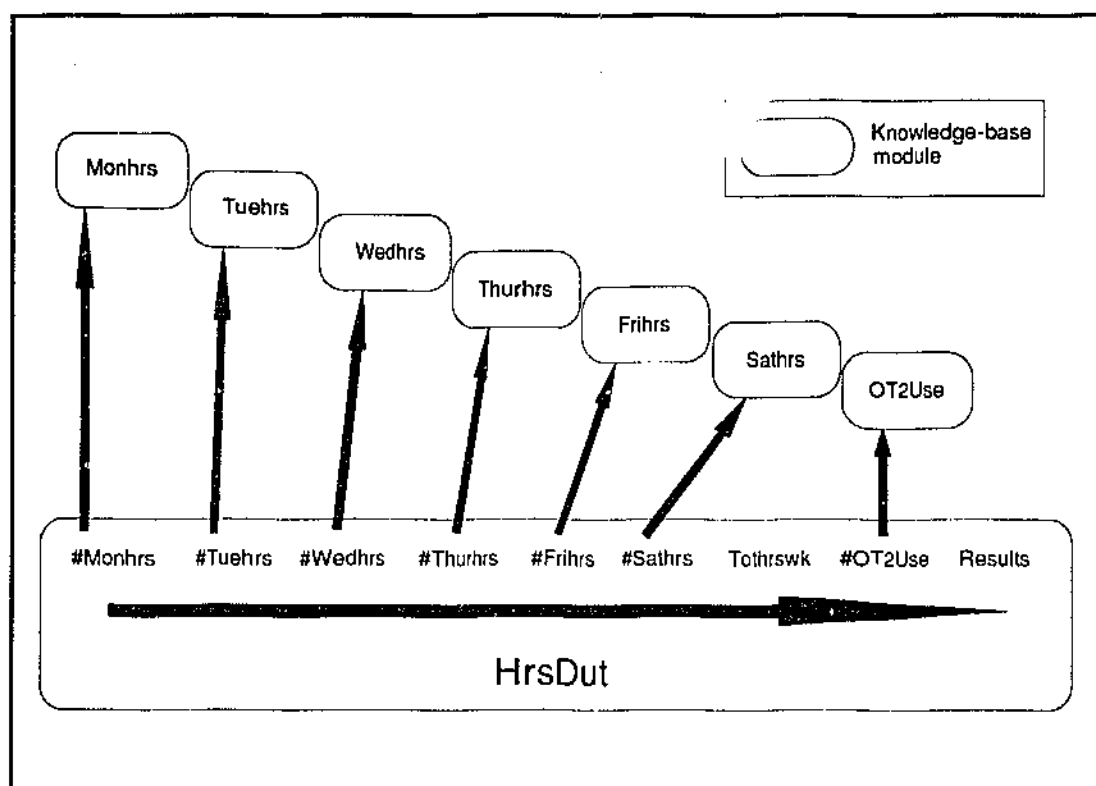 Knowledge-base
module
Monhrs
Tuehrs
Wedhrs
Thurhrs
Frihrs
Sathrs
OT2Use
#Monhrs #Tuehrs #Wedhrs #Thurhrs #Frihrs #Sathrs Tothrswk #OT2Use Results
HrsDut